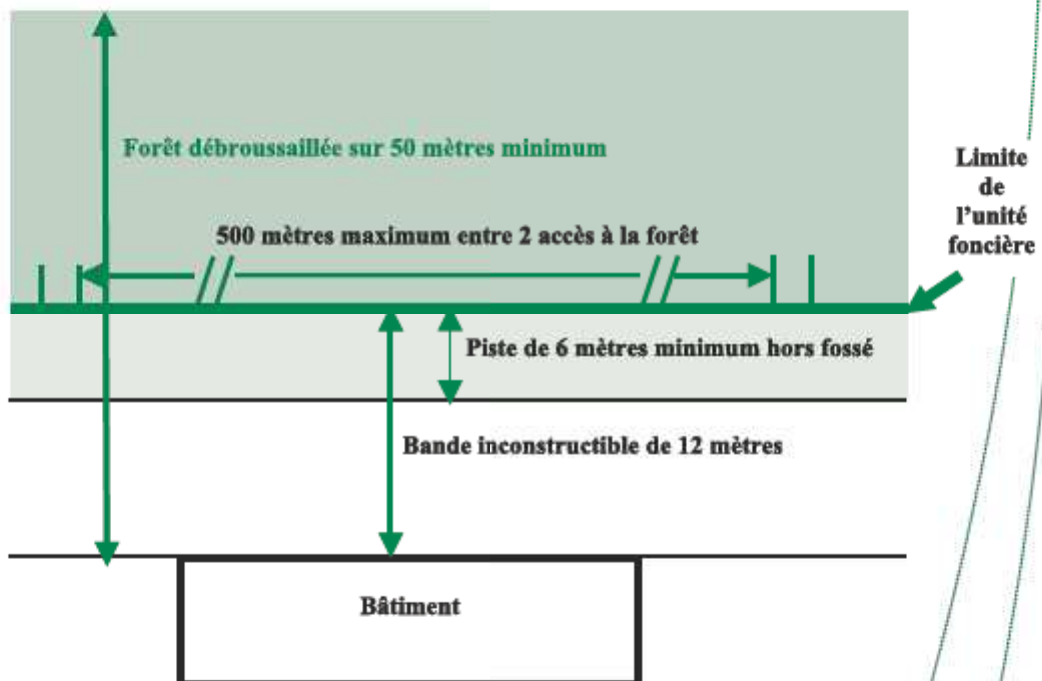 Forêt débroussaillée sur 50 mètres minimum
Limite
de
l'unité
foncière
500 mètres maximum entre 2 accès à la forêt
Piste de 6 mètres minimum hors fossé
Bande inconstructible de 12 mètres
Bâtiment